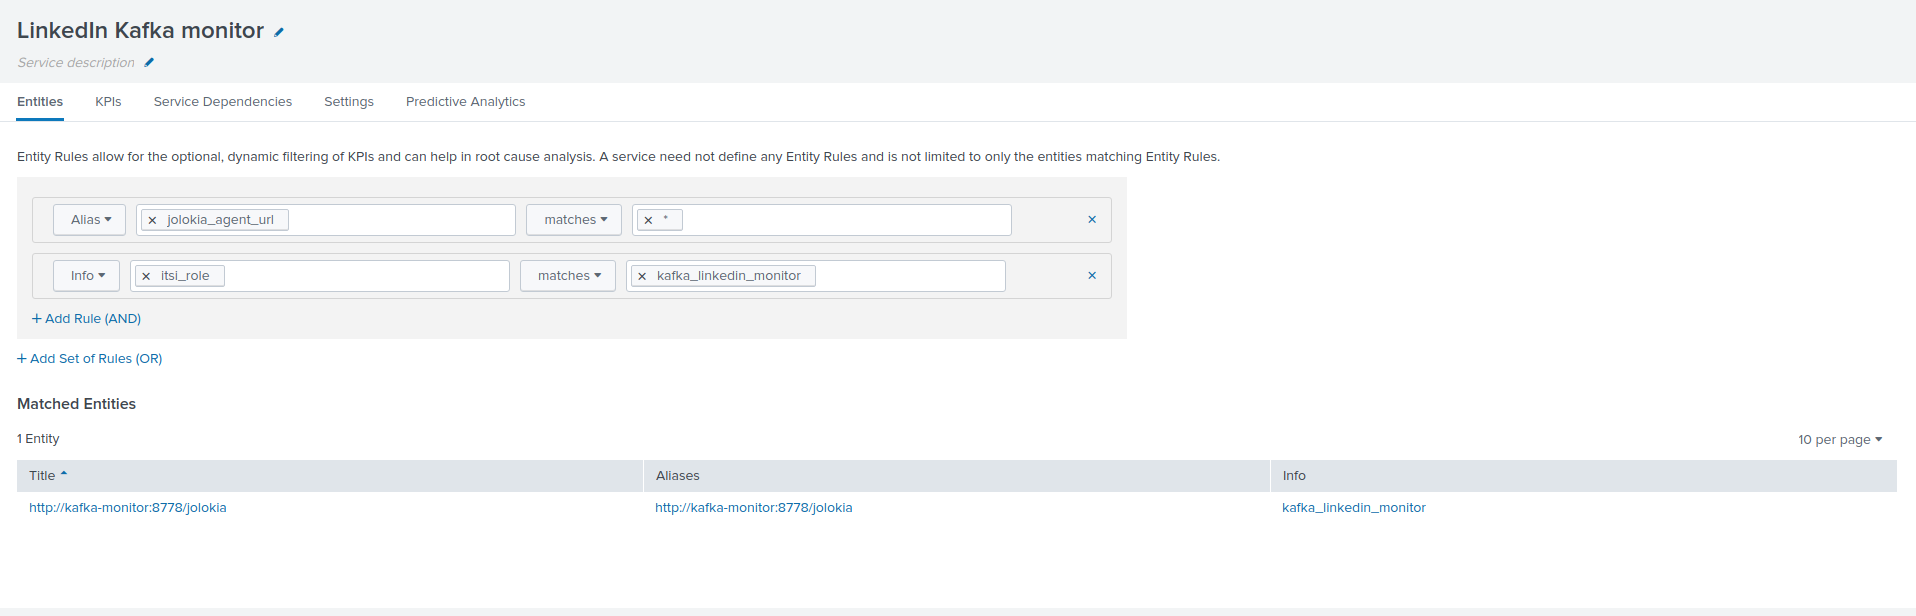 LinkedIn Kafka monitor
Service description
Entities KPIs Service Dependencies Settings Predictive Analytics
Entity Rules allow for the optional, dynamic filtering of KPIs and can help in root cause analysis. A service need not define any Entity Rules and is not limited to only the entities matching Entity Rules.
Alias jolokia_agent_url matches *
Info itsi_role matches kafka_linkedin_monitor
+ Add Rule (AND)
+ Add Set of Rules (OR)
Matched Entities
1 Entity 10 per page
Title Aliases Info
http://kafka-monitor:8778/jolokia http://kafka-monitor:8778/jolokia kafka_linkedin_monitor